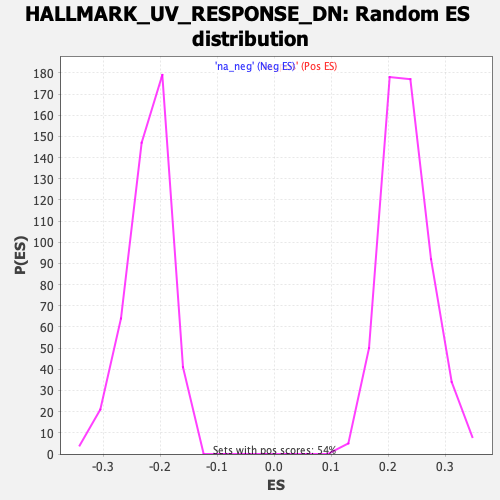 HALLMARK_UV_RESPONSE_DN: Random ES
distribution
'na_neg' (Neg ES)' (Pos ES)
180
170
160
150
140
130
120
110
100
90
80
70
60
50
40
30
20
10
0
P(ES)
Sets with pos scores: 54%
-0.3 -0.2 -0.1 0.0 0.1 0.2 0.3
ES